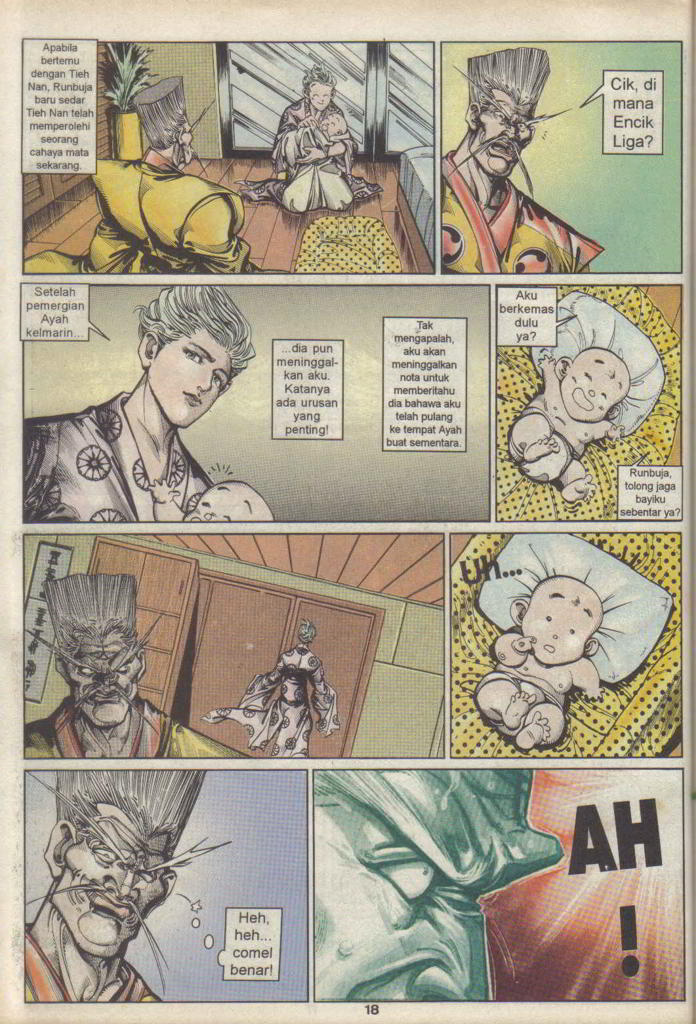 Apabila
bertemu
dengan Tieh
Nan, Runbuja
baru sedar
Tieh Nan telah
memperolehi
seorang
cahaya mata
sekarang.
Cik, di
mana
Encik
Liga?
Setelah
pemergian
Ayah
kelmarin...
...dia pun
meninggal-
kan aku.
Katanya
ada urusan
yang
penting!
Tak
mengapalah,
aku akan
meninggalkan
nota untuk
memberitahu
dia bahawa aku
telah pulang
ke tempat Ayah
buat sementara.
Aku
berkemas
dulu
ya?
Runbuja,
tolong jaga
bayiku
sebentar ya?
UH...
Heh,
heh...
comel
benar!
AH
!
18